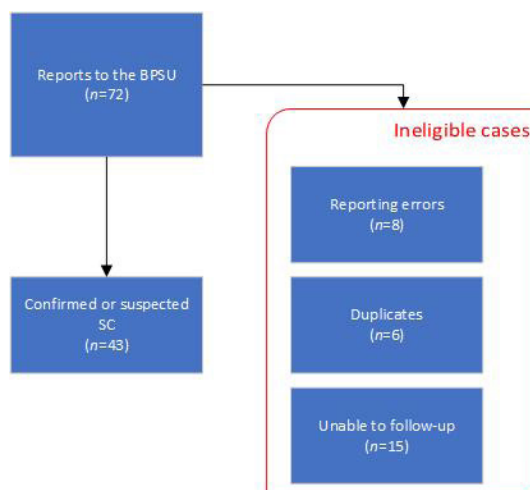 Reports to the BPSU
(n=72)
Ineligible cases
Reporting errors
(n=8)
Confirmed or suspected
SC
(n=43)
Duplicates
(n=6)
Unable to follow-up
(n=15)